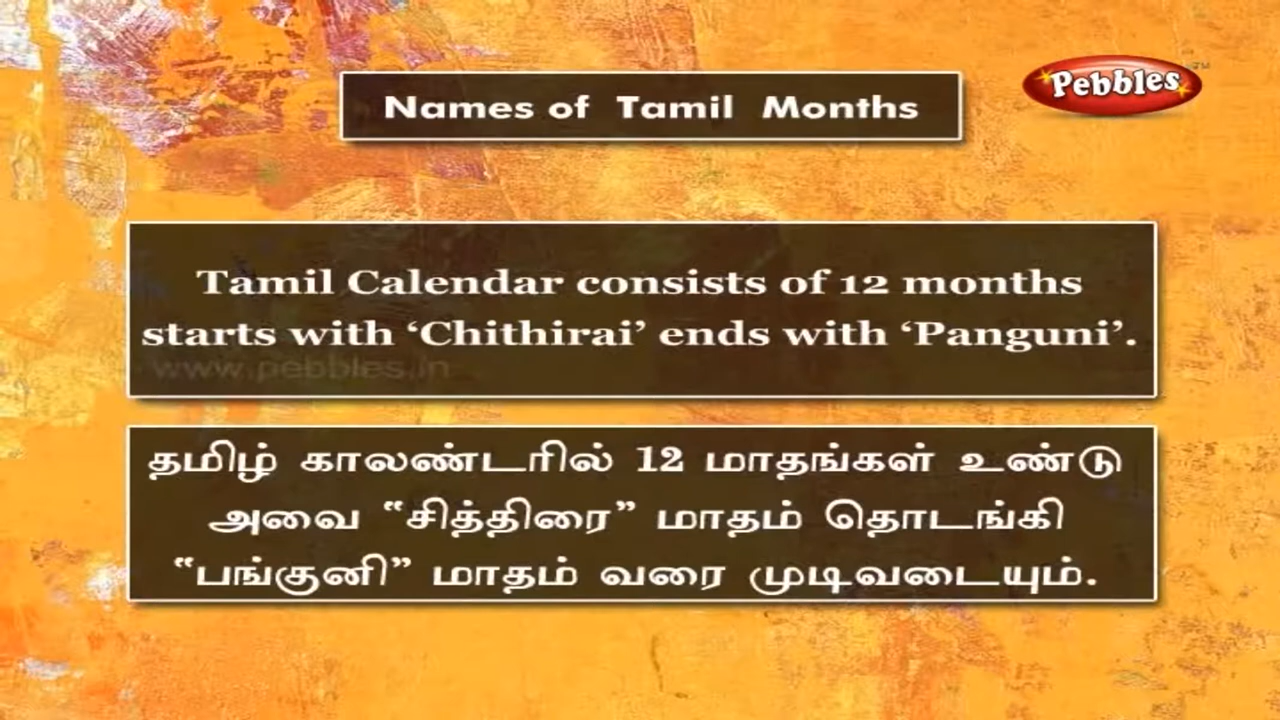 Names of Tamil Months
Pebbles
TM
Tamil Calendar consists of 12 months
starts with ‘Chithirai’ ends with ‘Panguni’.
www.pebbles.in
தமிழ் காலண்டரில் 12 மாதங்கள் உண்டு
அவை “சித்திரை” மாதம் தொடங்கி
“பங்குனி” மாதம் வரை முடிவடையும்.